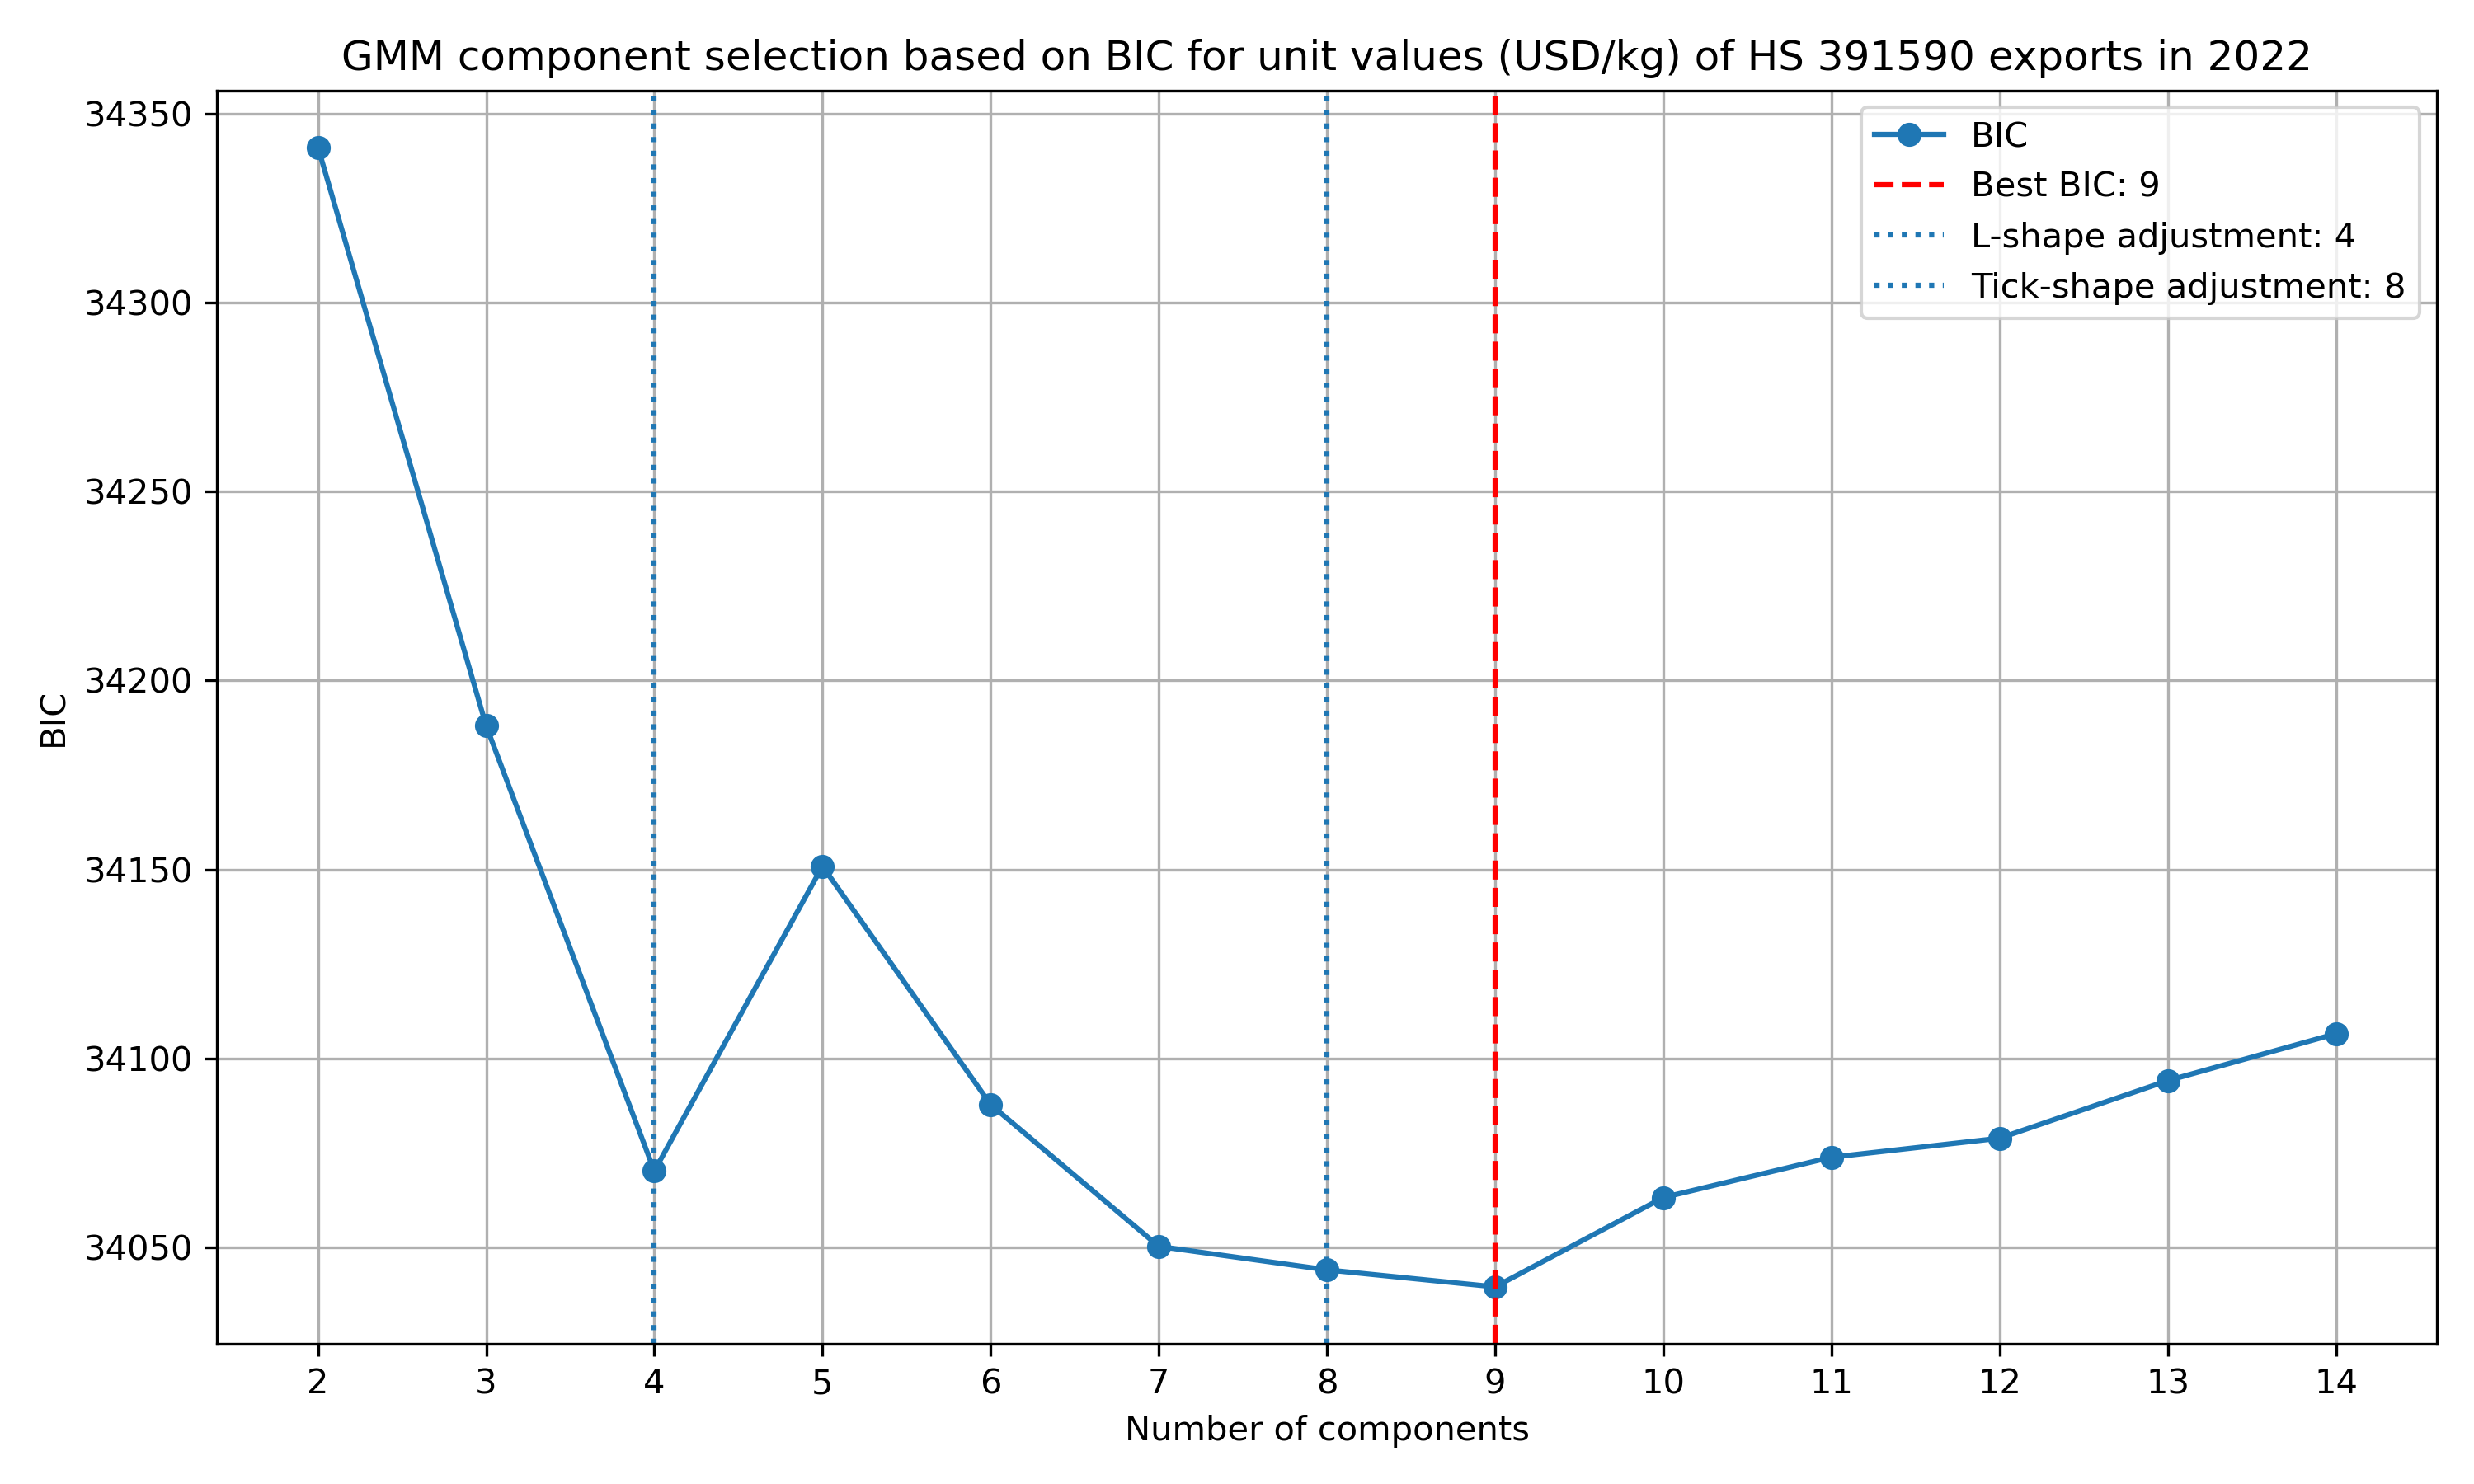 GMM component selection based on BIC for unit values (USD/kg) of HS 391590 exports in 2022
BIC
Best BIC: 9
L-shape adjustment: 4
Tick-shape adjustment: 8
34350
34300
34250
34200
34150
34100
34050
BIC
2 3 4 5 6 7 8 9 10 11 12 13 14
Number of components